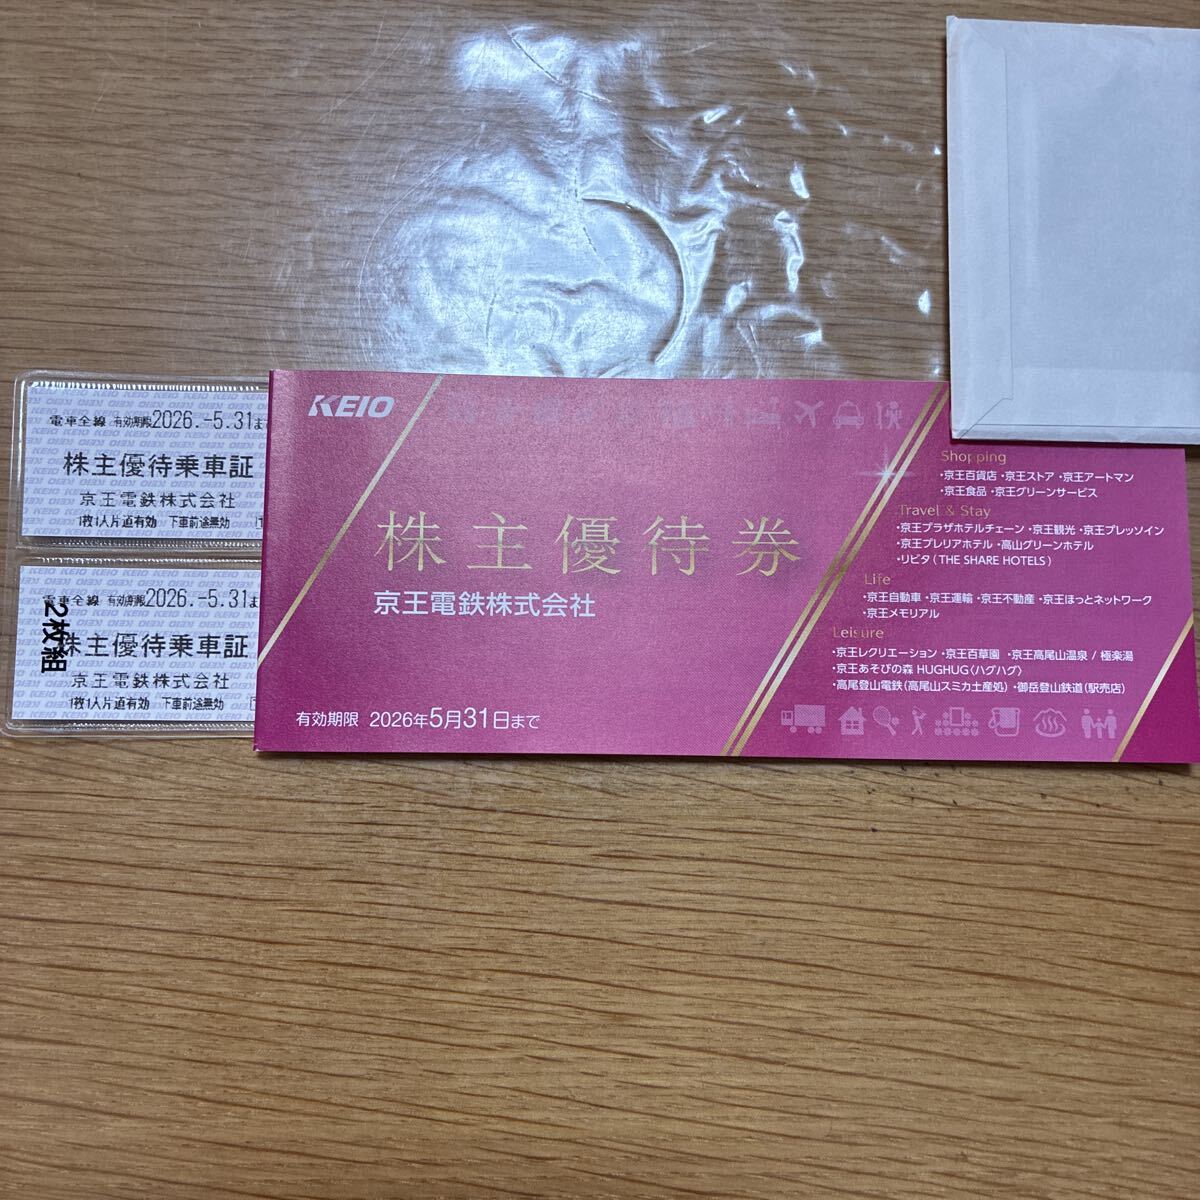 電車全線 有効期限2026.-5.31ま
株主優待乗車証
京王電鉄株式会社
1枚1人片道有効 下車前途無効
電車全線 有効期限2026.-5.31ま
株主優待乗車証
京王電鉄株式会社
1枚1人片道有効 下車前途無効
2枚組
KEIO
株主優待券
京王電鉄株式会社
有効期限 2026年5月31日まで
Shopping
・京王百貨店 ・京王ストア ・京王アートマン
・京王食品 ・京王グリーンサービス
Travel & Stay
・京王プラザホテルチェーン ・京王観光 ・京王プレッソイン
・京王プレリアホテル ・高山グリーンホテル
・リビタ(THE SHARE HOTELS)
Life
・京王自動車 ・京王運輸 ・京王不動産 ・京王ほっとネットワーク
・京王メモリアル
Leisure
・京王レクリエーション ・京王百草園 ・京王高尾山温泉 / 極楽湯
・京王あそびの森 HUGHUG〈ハグハグ〉
・高尾登山電鉄(高尾山スミカ土産処) ・御岳登山鉄道(駅売店)